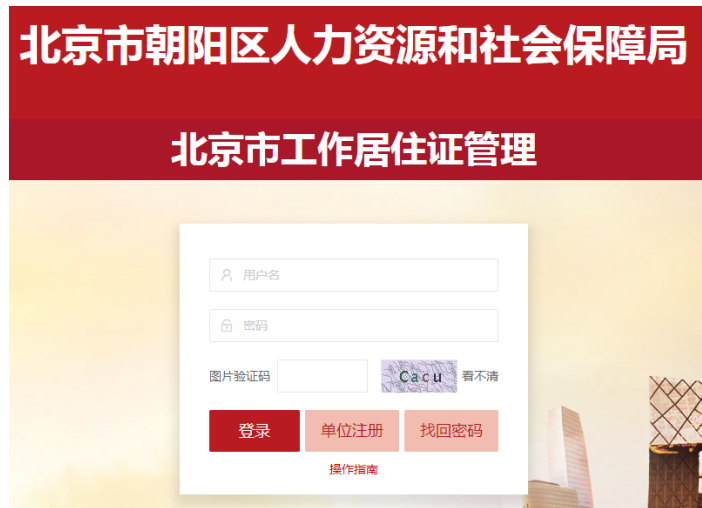 北京市朝阳区人力资源和社会保障局
北京市工作居住证管理
用户名
密码
图片验证码 Cacu 看不清
登录 单位注册 找回密码
操作指南